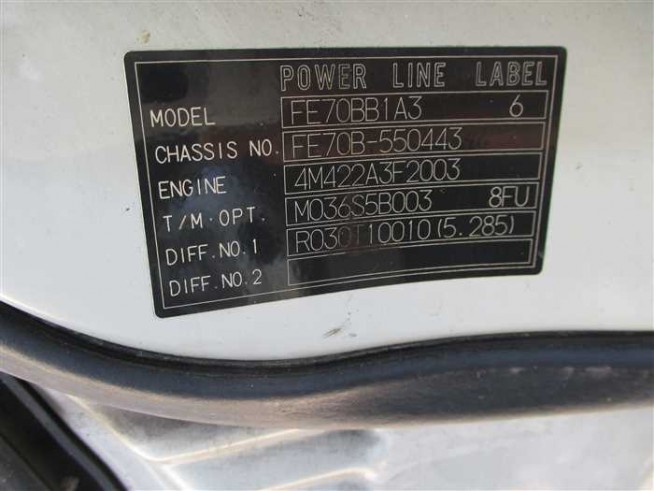 POWER LINE LABEL
MODEL FE70BB1A3 6
CHASSIS NO. FE70B-550443
ENGINE 4M422A3F2003
T/M·OPT. M036S5B003 8FU
DIFF.NO.1 R030T10010(5.285)
DIFF.NO.2